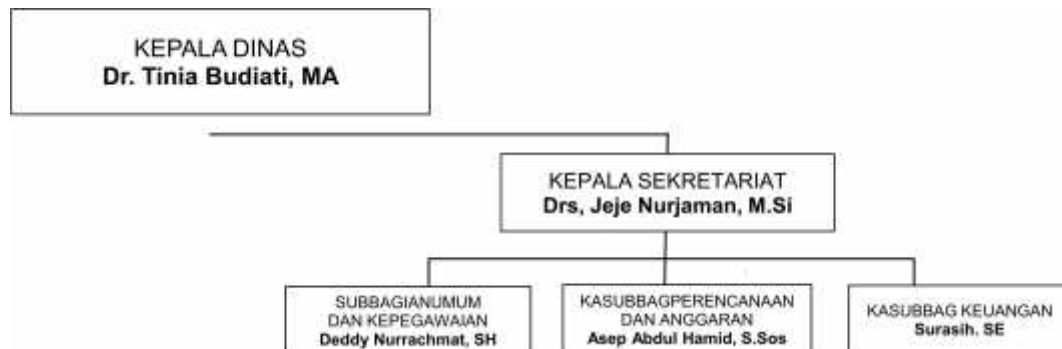 KEPALA DINAS
Dr. Tinia Budiati, MA
KEPALA SEKRETARIAT
Drs, Jeje Nurjaman, M.Si
SUBBAGIANUMUM
DAN KEPEGAWAIAN
Deddy Nurrachmat, SH
KASUBBAGPERENCANAAN
DAN ANGGARAN
Asep Abdul Hamid, S.Sos
KASUBBAG KEUANGAN
Surasih. SE